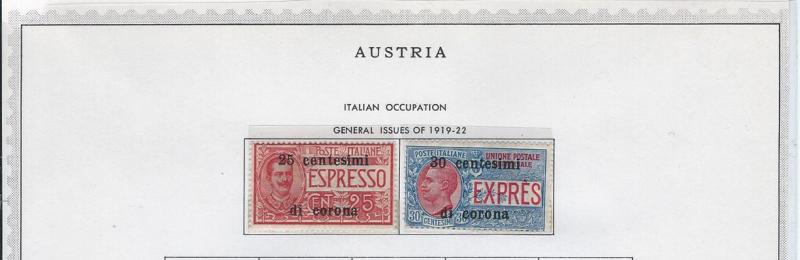 AUSTRIA
ITALIAN OCCUPATION
GENERAL ISSUES OF 1919-22
POSTE ITALIANE
25 centesimi
ESPRESSO
CENT 25
di corona
POSTE ITALIANE
UNIONE POSTALE
30 centesimi
EXPRÈS
di corona
30 CENTESIMI 30